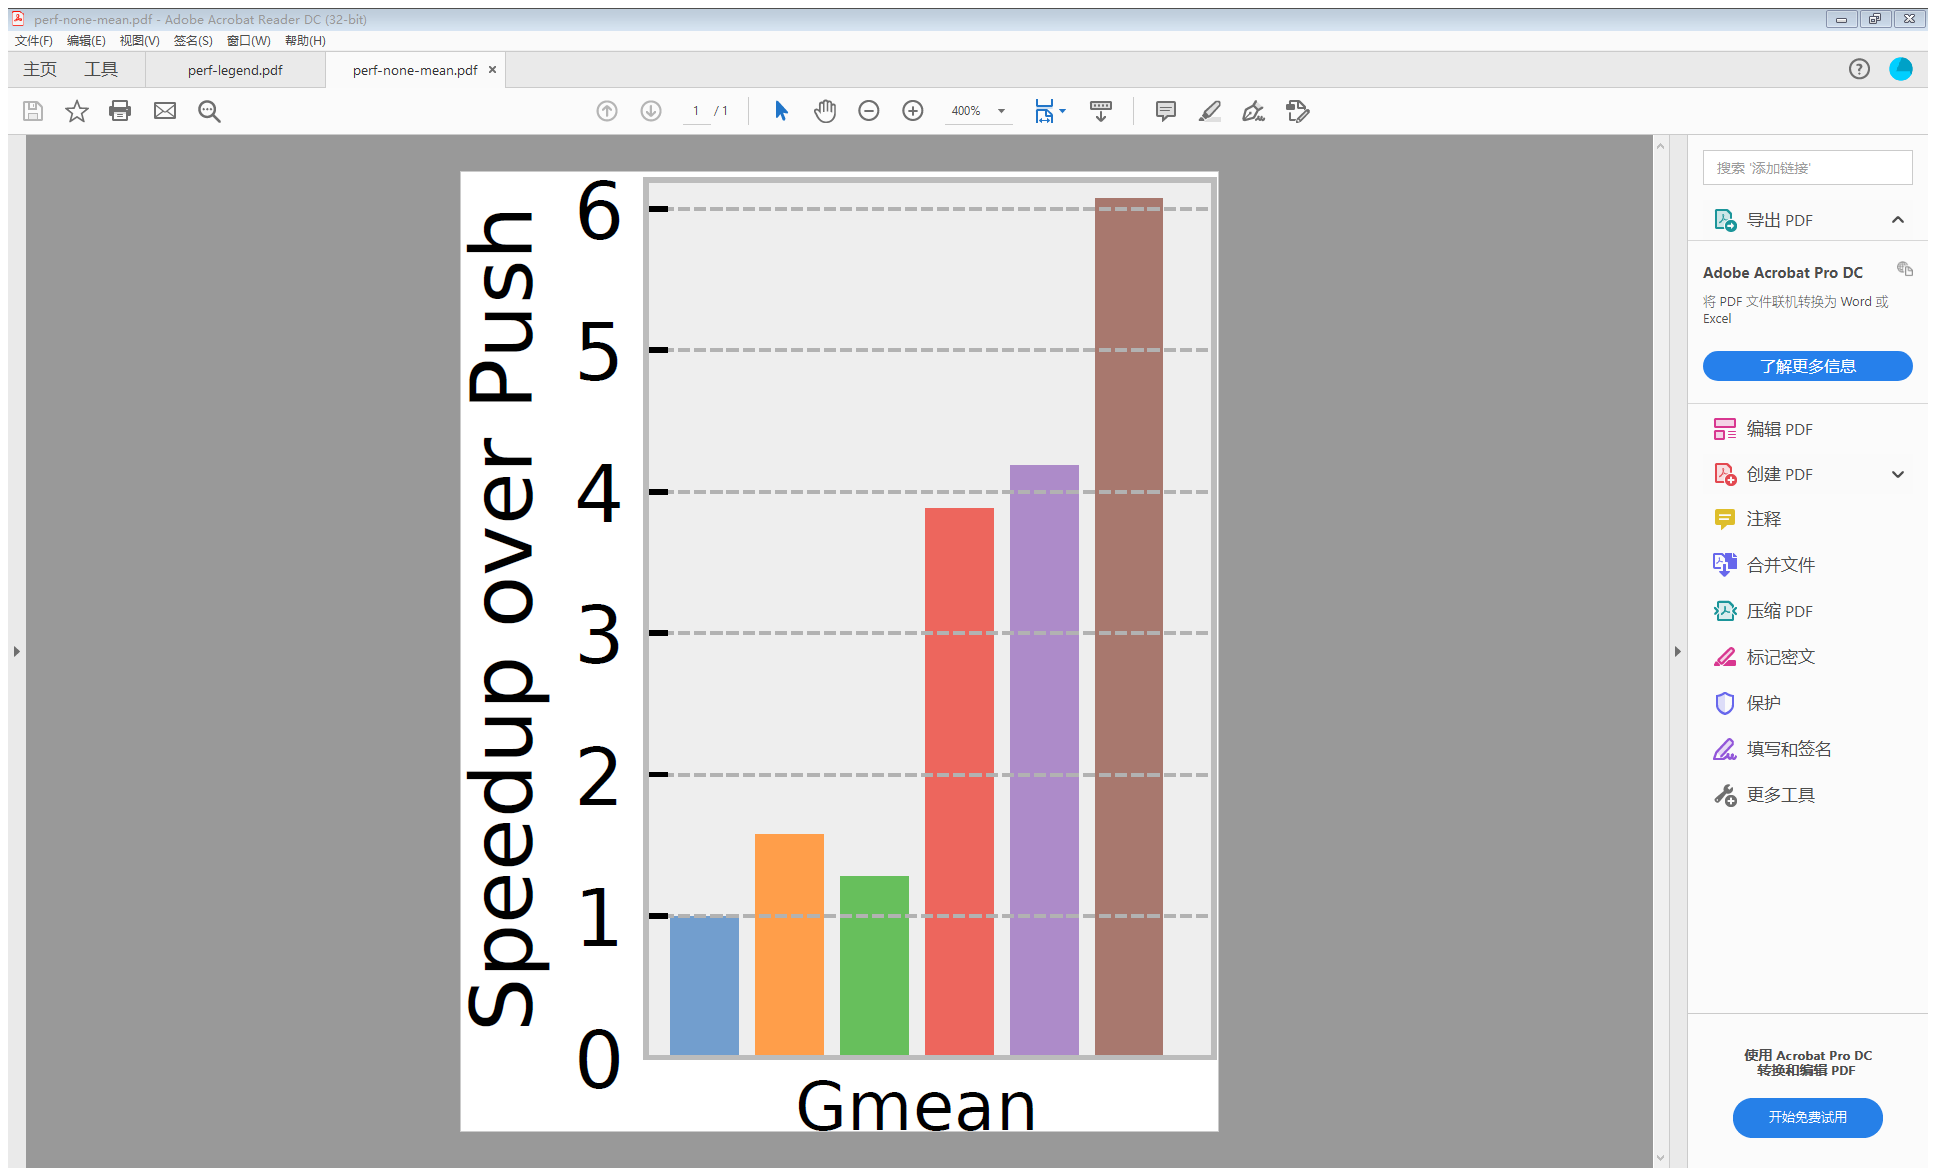 perf-none-mean.pdf - Adobe Acrobat Reader DC (32-bit)
文件(F) 编辑(E) 视图(V) 签名(S) 窗口(W) 帮助(H)
主页 工具 perf-legend.pdf perf-none-mean.pdf ×
1 / 1 400%
搜索 '添加链接'
导出 PDF
Adobe Acrobat Pro DC
将 PDF 文件联机转换为 Word 或
Excel
了解更多信息
编辑 PDF
创建 PDF
注释
合并文件
压缩 PDF
标记密文
保护
填写和签名
更多工具
使用 Acrobat Pro DC
转换和编辑 PDF
开始免费试用
Speedup over Push
6
5
4
3
2
1
0
Gmean